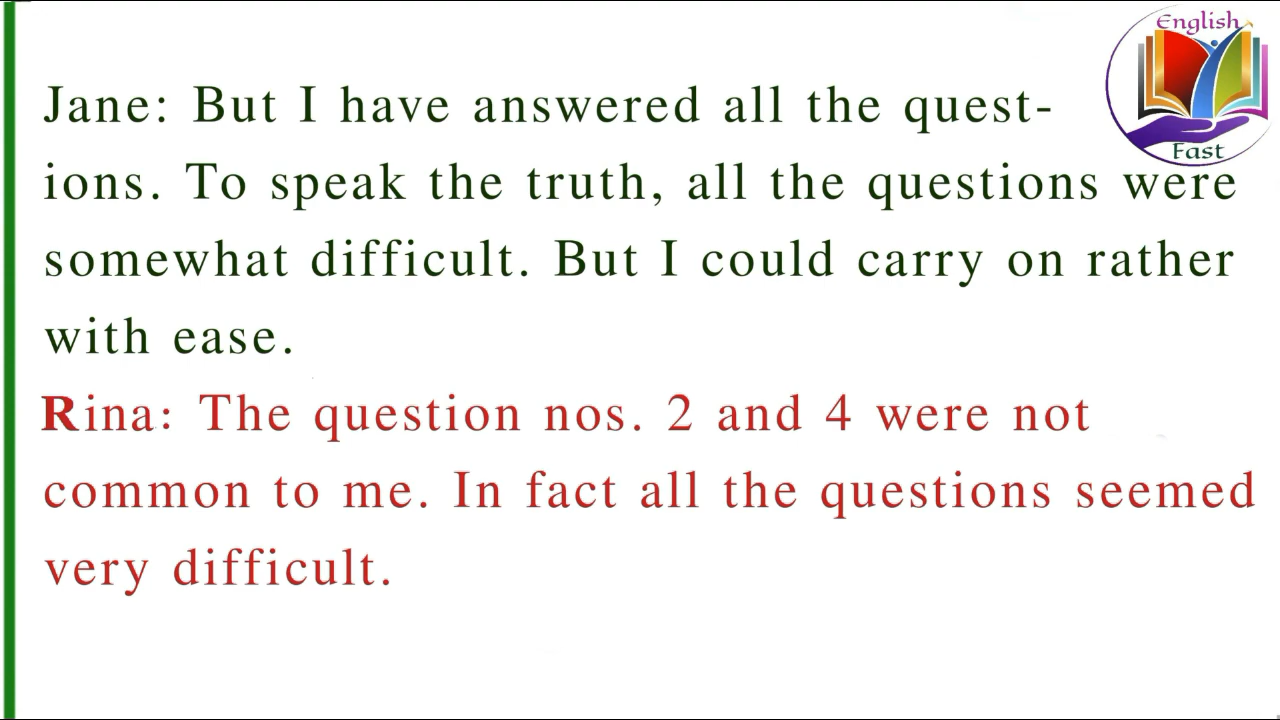 English
Fast
Jane: But I have answered all the quest-
ions. To speak the truth, all the questions were
somewhat difficult. But I could carry on rather
with ease.
Rina: The question nos. 2 and 4 were not
common to me. In fact all the questions seemed
very difficult.